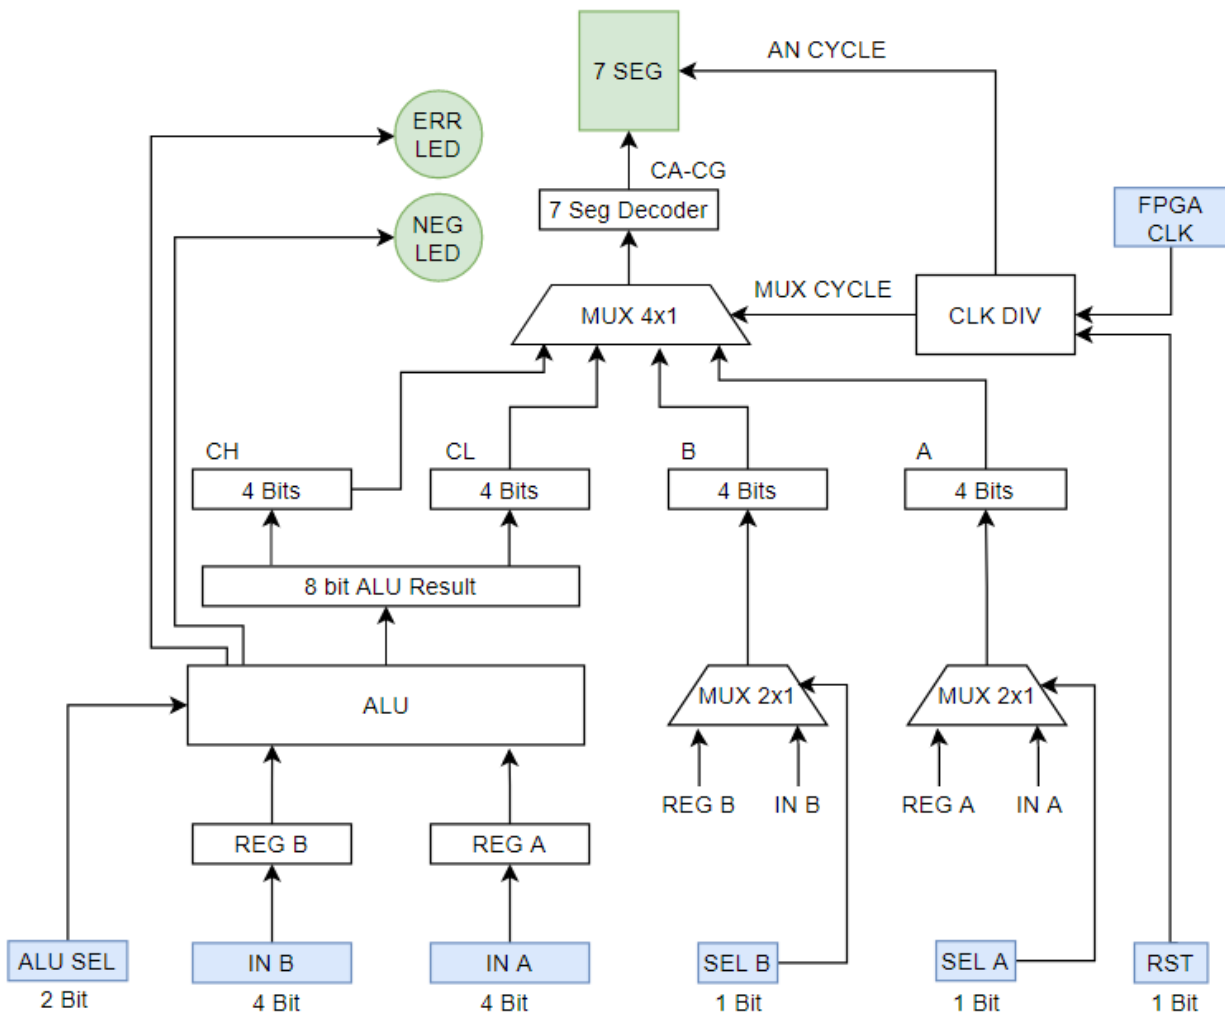 AN CYCLE
7 SEG
ERR
LED
CA-CG
7 Seg Decoder
NEG
LED
FPGA
CLK
MUX CYCLE
MUX 4x1
CLK DIV
CH
CL
B
A
4 Bits
4 Bits
4 Bits
4 Bits
8 bit ALU Result
ALU
MUX 2x1
MUX 2x1
REG B
IN B
REG A
IN A
REG B
REG A
ALU SEL
IN B
IN A
SEL B
SEL A
RST
2 Bit
4 Bit
4 Bit
1 Bit
1 Bit
1 Bit